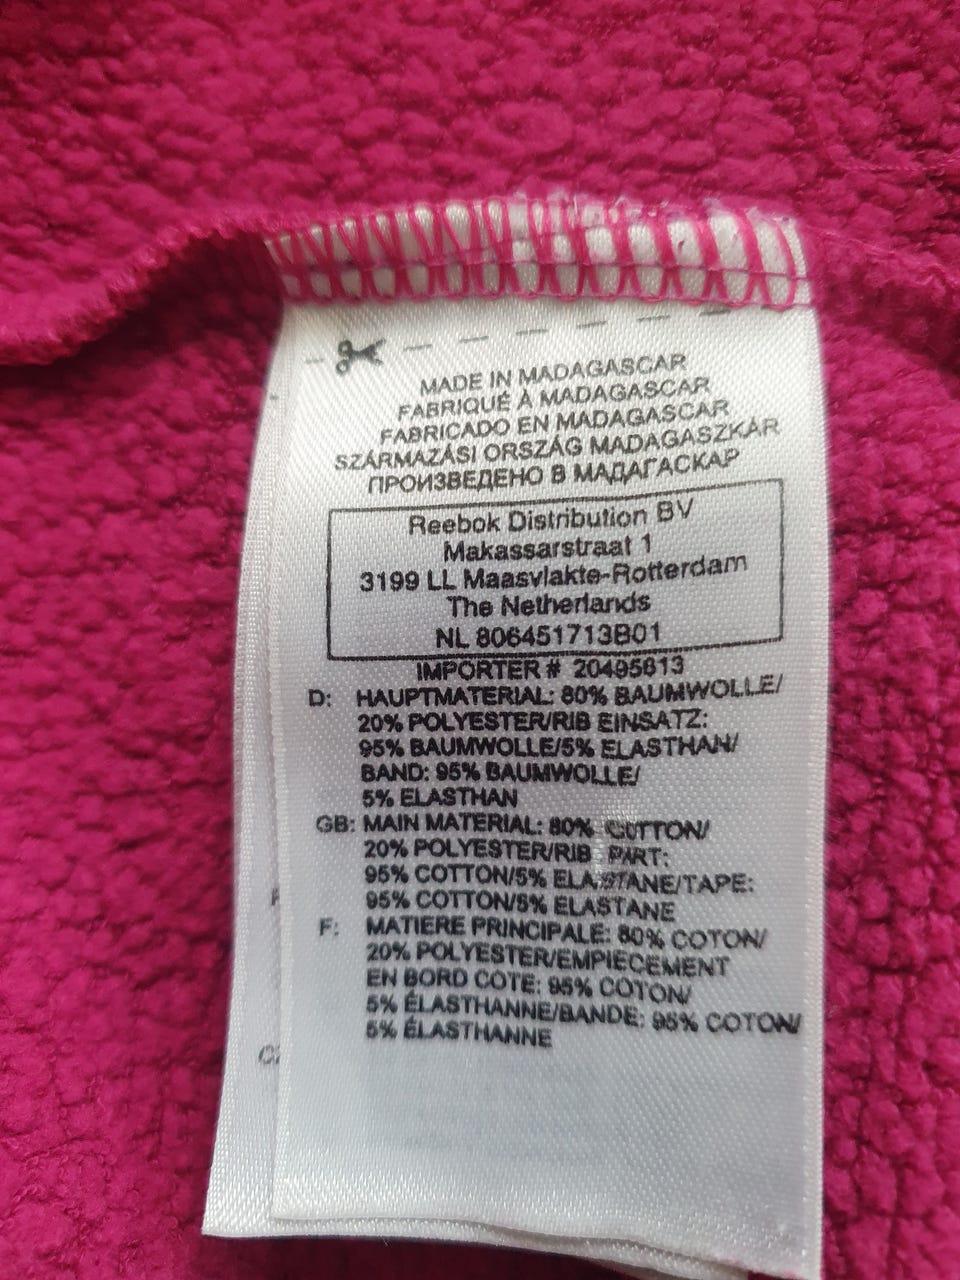 MADE IN MADAGASCAR
FABRIQUÉ À MADAGASCAR
FABRICADO EN MADAGASCAR
SZÁRMAZÁSI ORSZÁG MADAGASZKÁR
ПРОИЗВЕДЕНО В МАДАГАСКАР
Reebok Distribution BV
Makassarstraat 1
3199 LL Maasvlakte-Rotterdam
The Netherlands
NL 806451713B01
IMPORTER # 20495613
D: HAUPTMATERIAL: 80% BAUMWOLLE/
20% POLYESTER/RIB EINSATZ:
95% BAUMWOLLE/5% ELASTHAN/
BAND: 95% BAUMWOLLE/
5% ELASTHAN
GB: MAIN MATERIAL: 80% COTTON/
20% POLYESTER/RIB PART:
95% COTTON/5% ELASTANE/TAPE:
95% COTTON/5% ELASTANE
F: MATIERE PRINCIPALE: 80% COTON/
20% POLYESTER/EMPIECEMENT
EN BORD COTE: 95% COTON/
5% ÉLASTHANNE/BANDE: 95% COTON/
5% ÉLASTHANNE